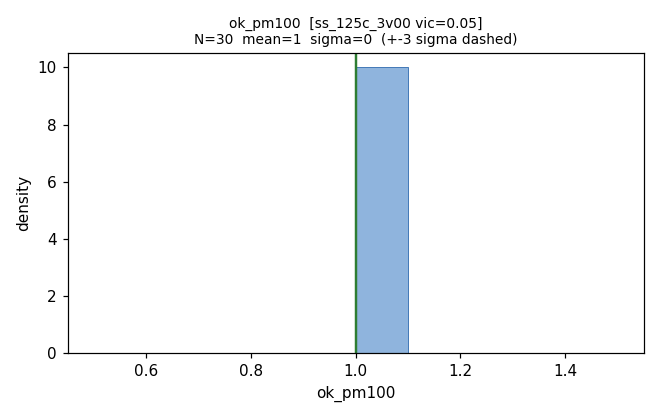 ok_pm100  [ss_125c_3v00 vic=0.05]
N=30  mean=1  sigma=0  (+-3 sigma dashed)
10
8
6
4
2
0
density
0.6
0.8
1.0
1.2
1.4
ok_pm100